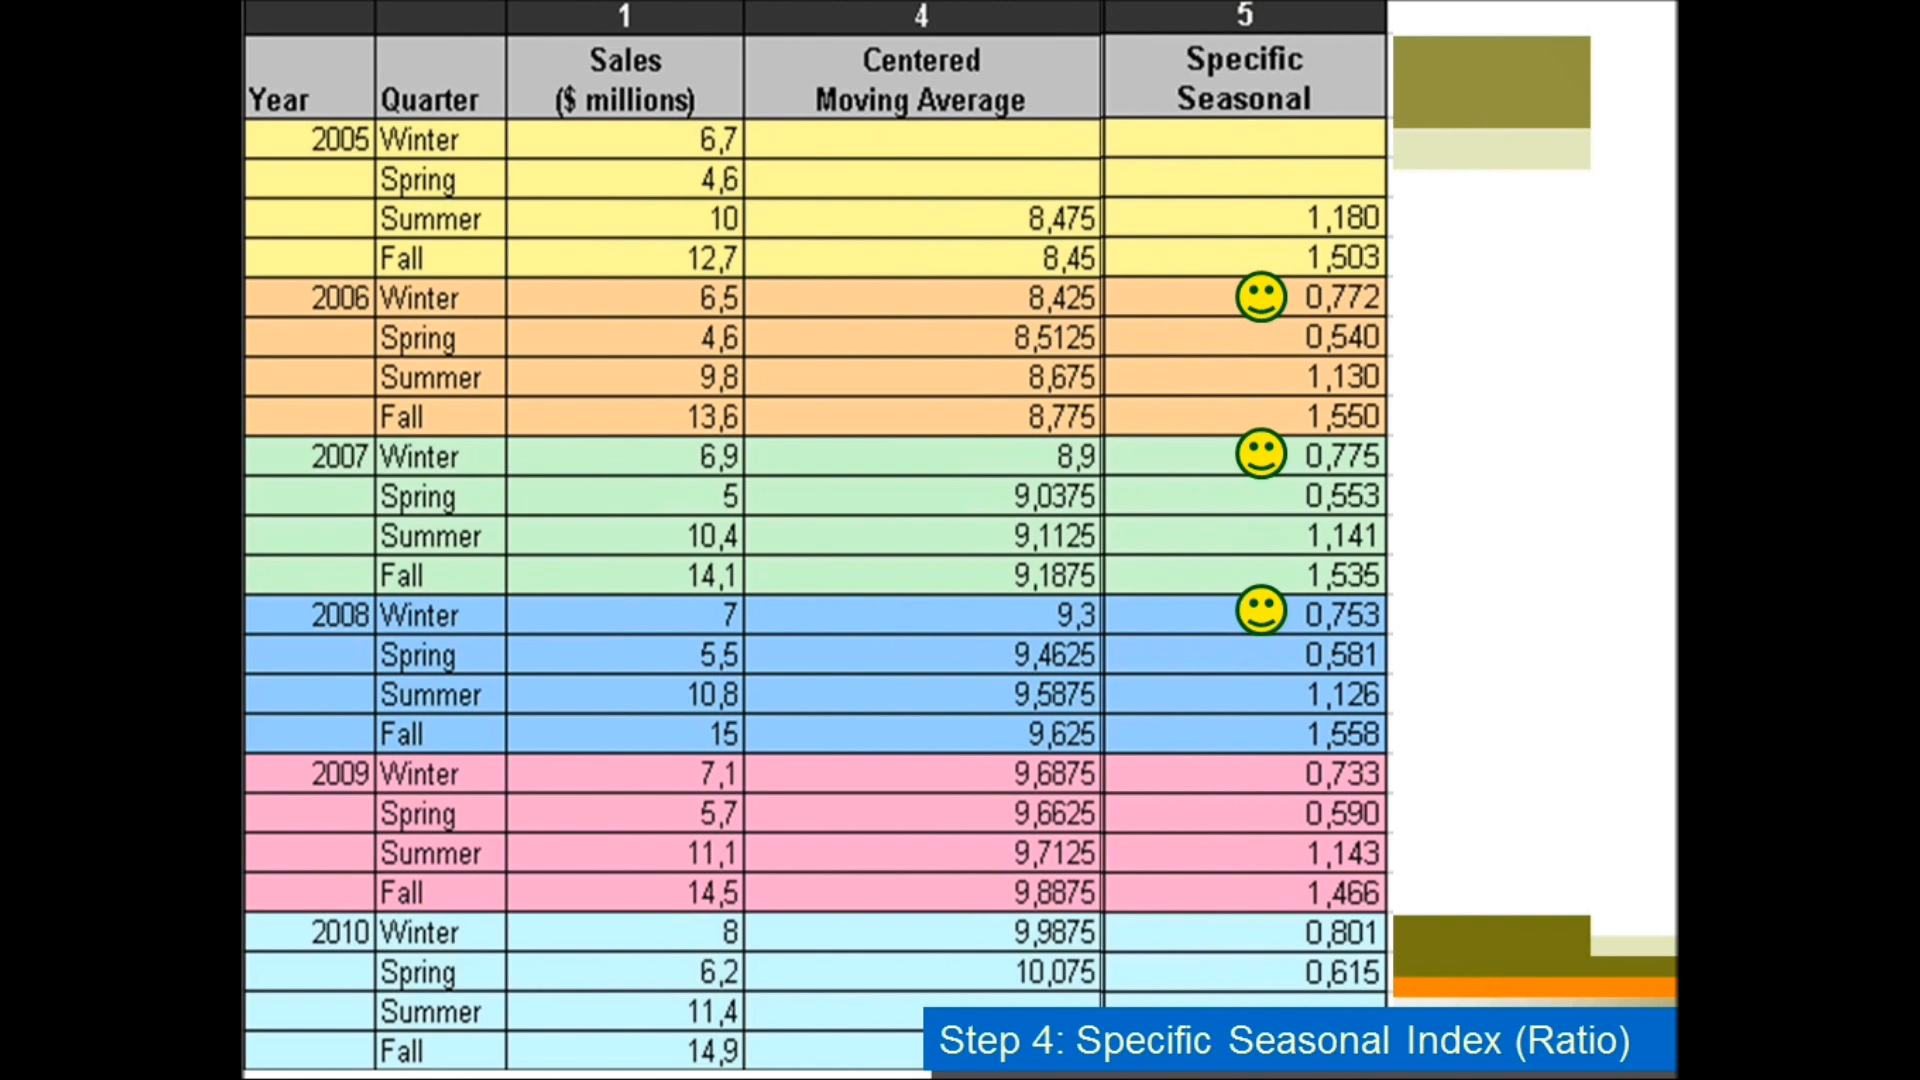 1 4 5
Sales Centered Specific
Year Quarter ($ millions) Moving Average Seasonal
2005 Winter 6,7
Spring 4,6
Summer 10 8,475 1,180
Fall 12,7 8,45 1,503
2006 Winter 6,5 8,425 0,772
Spring 4,6 8,5125 0,540
Summer 9,8 8,675 1,130
Fall 13,6 8,775 1,550
2007 Winter 6,9 8,9 0,775
Spring 5 9,0375 0,553
Summer 10,4 9,1125 1,141
Fall 14,1 9,1875 1,535
2008 Winter 7 9,3 0,753
Spring 5,5 9,4625 0,581
Summer 10,8 9,5875 1,126
Fall 15 9,625 1,558
2009 Winter 7,1 9,6875 0,733
Spring 5,7 9,6625 0,590
Summer 11,1 9,7125 1,143
Fall 14,5 9,8875 1,466
2010 Winter 8 9,9875 0,801
Spring 6,2 10,075 0,615
Summer 11,4
Fall 14,9
Step 4: Specific Seasonal Index (Ratio)